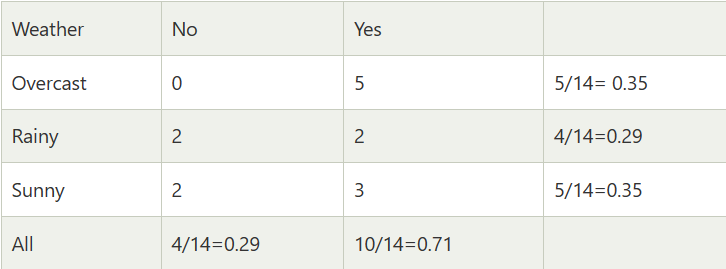 Weather No Yes
Overcast 0 5 5/14= 0.35
Rainy 2 2 4/14=0.29
Sunny 2 3 5/14=0.35
All 4/14=0.29 10/14=0.71